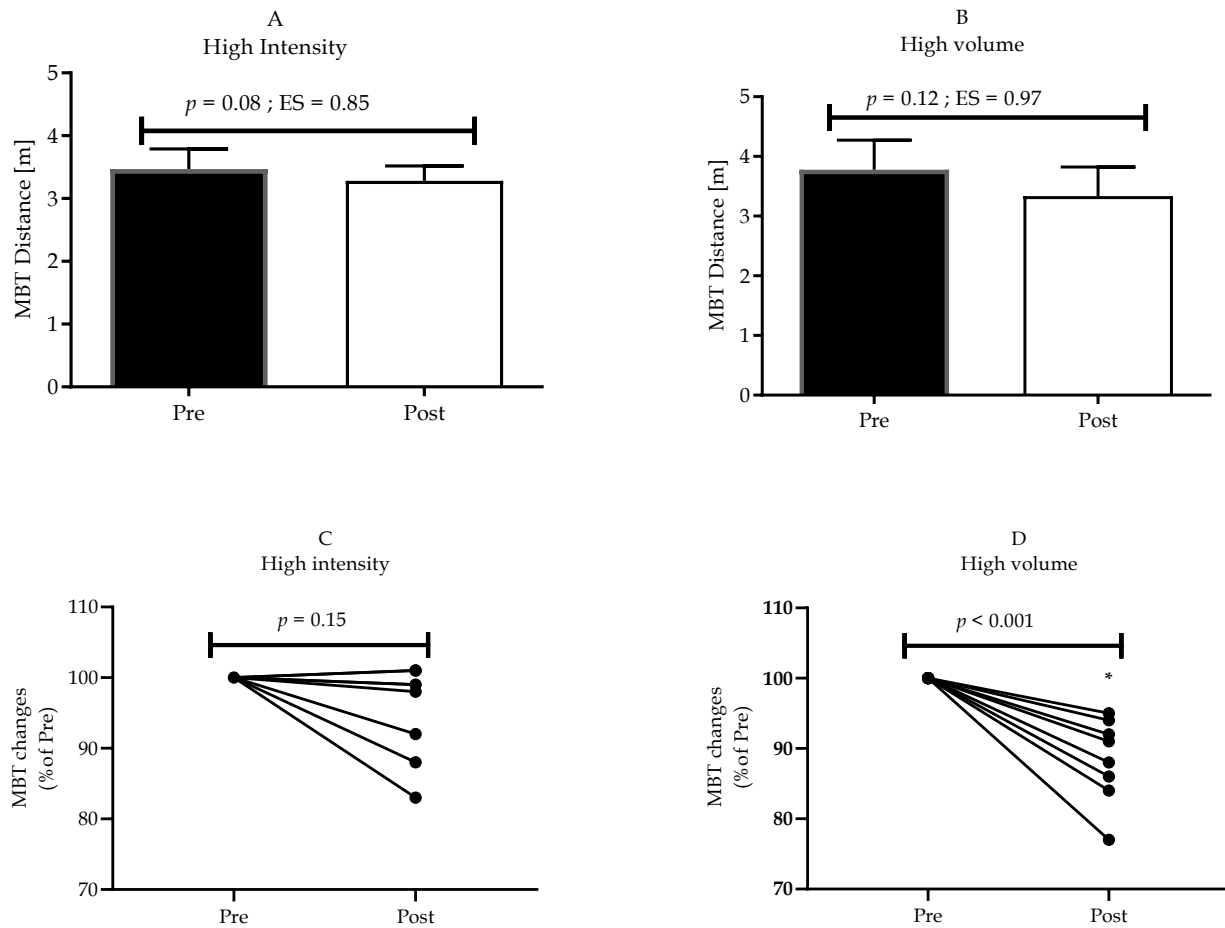 A
High Intensity
5
4
3
2
1
0
MBT Distance [m]
p = 0.08 ; ES = 0.85
Pre
Post
B
High volume
5
4
3
2
1
0
MBT Distance [m]
p = 0.12 ; ES = 0.97
Pre
Post
C
High intensity
110
100
90
80
70
MBT changes
(%of Pre)
p = 0.15
Pre
Post
D
High volume
110
100
90
80
70
MBT changes
(%of Pre)
p < 0.001
*
Pre
Post